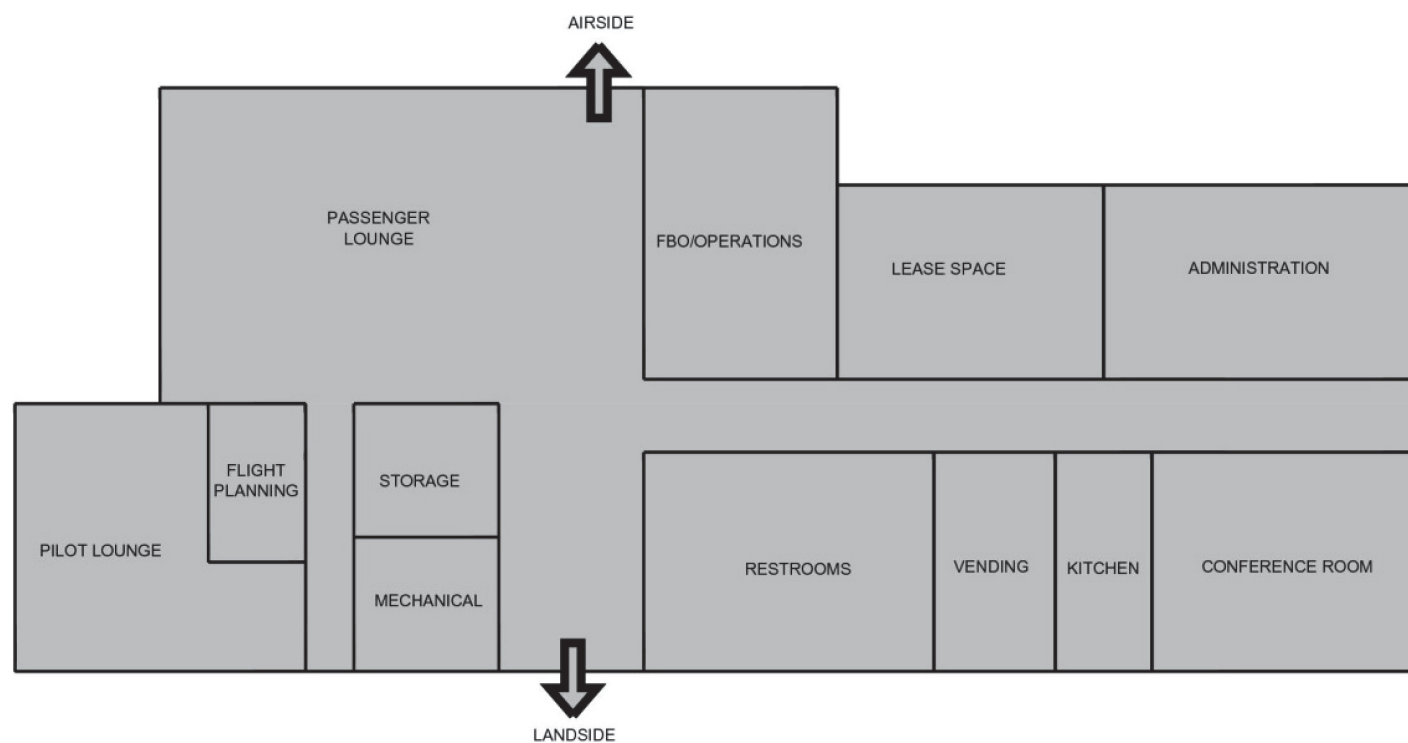 AIRSIDE
PASSENGER
LOUNGE
FBO/OPERATIONS
LEASE SPACE
ADMINISTRATION
FLIGHT
PLANNING
STORAGE
PILOT LOUNGE
MECHANICAL
RESTROOMS
VENDING
KITCHEN
CONFERENCE ROOM
LANDSIDE